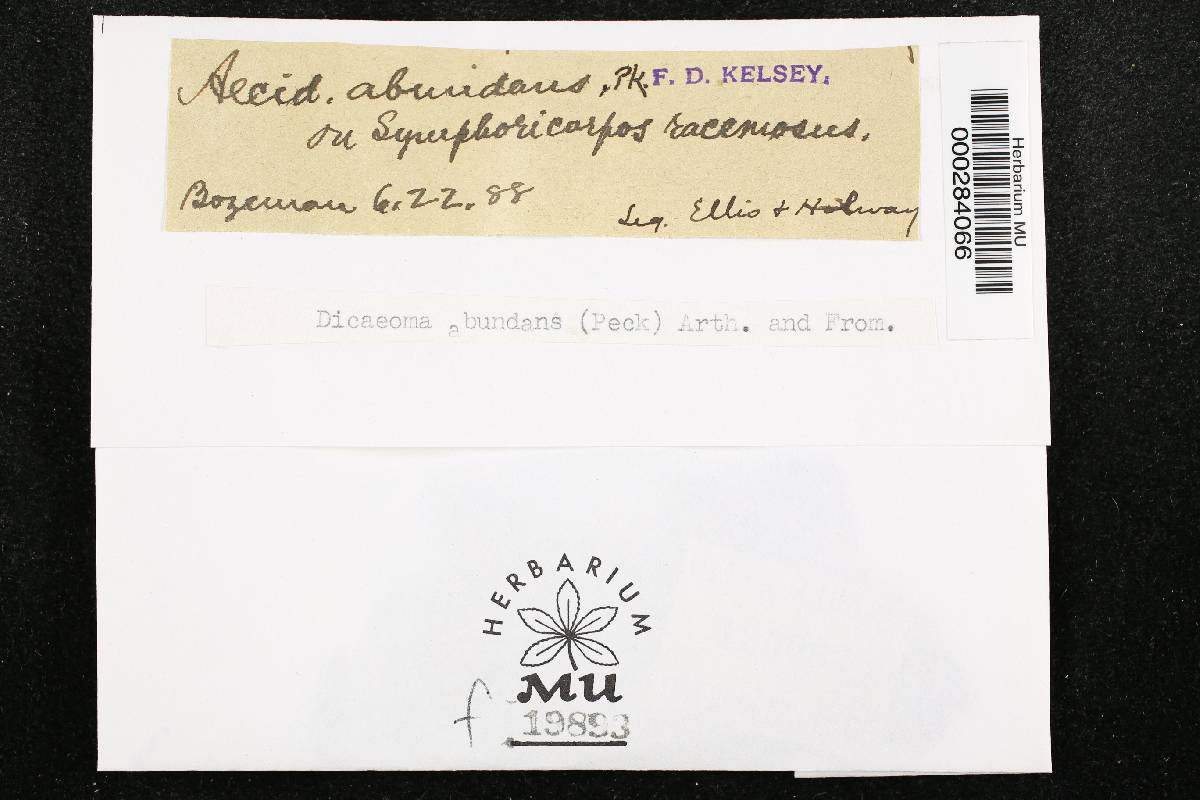 Aecid. abundans, Pk. F. D. KELSEY.
on Symphoricarpos racemosus.
Bozeman 6.22.88
Leg. Ellis & Holway
Herbarium MU
000284066
Dicaeoma abundans (Peck) Arth. and From.
HERBARIUM
MU
f 19893